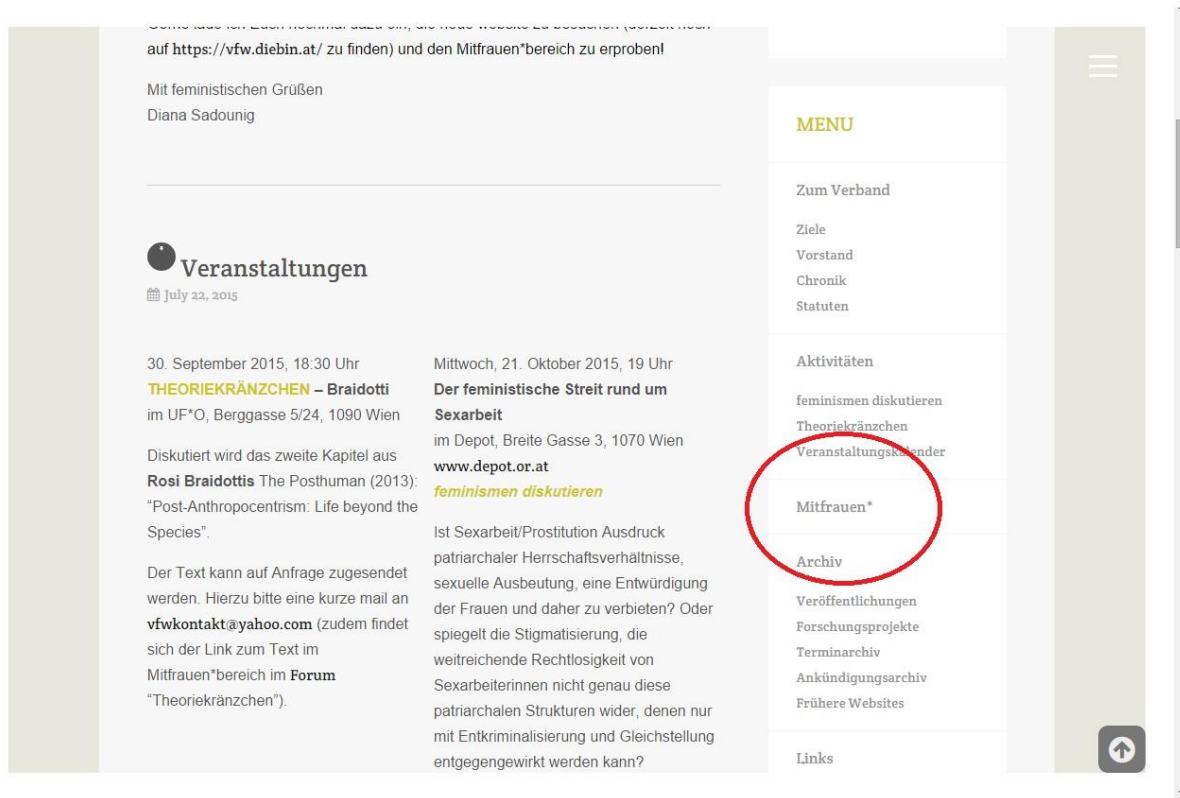 auf https://vfw.diebin.at/ zu finden) und den Mitfrauen*bereich zu erproben!
Mit feministischen Grüßen
Diana Sadounig
Veranstaltungen
July 22, 2015
30. September 2015, 18:30 Uhr
THEORIEKRÄNZCHEN – Braidotti
im UF*O, Berggasse 5/24, 1090 Wien
Diskutiert wird das zweite Kapitel aus
Rosi Braidottis The Posthuman (2013):
“Post-Anthropocentrism: Life beyond the
Species”.
Der Text kann auf Anfrage zugesendet
werden. Hierzu bitte eine kurze mail an
vfwkontakt@yahoo.com (zudem findet
sich der Link zum Text im
Mitfrauen*bereich im Forum
“Theoriekränzchen”).
Mittwoch, 21. Oktober 2015, 19 Uhr
Der feministische Streit rund um
Sexarbeit
im Depot, Breite Gasse 3, 1070 Wien
www.depot.or.at
feminismen diskutieren
Ist Sexarbeit/Prostitution Ausdruck
patriarchaler Herrschaftsverhältnisse,
sexuelle Ausbeutung, eine Entwürdigung
der Frauen und daher zu verbieten? Oder
spiegelt die Stigmatisierung, die
weitreichende Rechtlosigkeit von
Sexarbeiterinnen nicht genau diese
patriarchalen Strukturen wider, denen nur
mit Entkriminalisierung und Gleichstellung
entgegengewirkt werden kann?
MENU
Zum Verband
Ziele
Vorstand
Chronik
Statuten
Aktivitäten
feminismen diskutieren
Theoriekränzchen
Veranstaltungskalender
Mitfrauen*
Archiv
Veröffentlichungen
Forschungsprojekte
Terminarchiv
Ankündigungsarchiv
Frühere Websites
Links